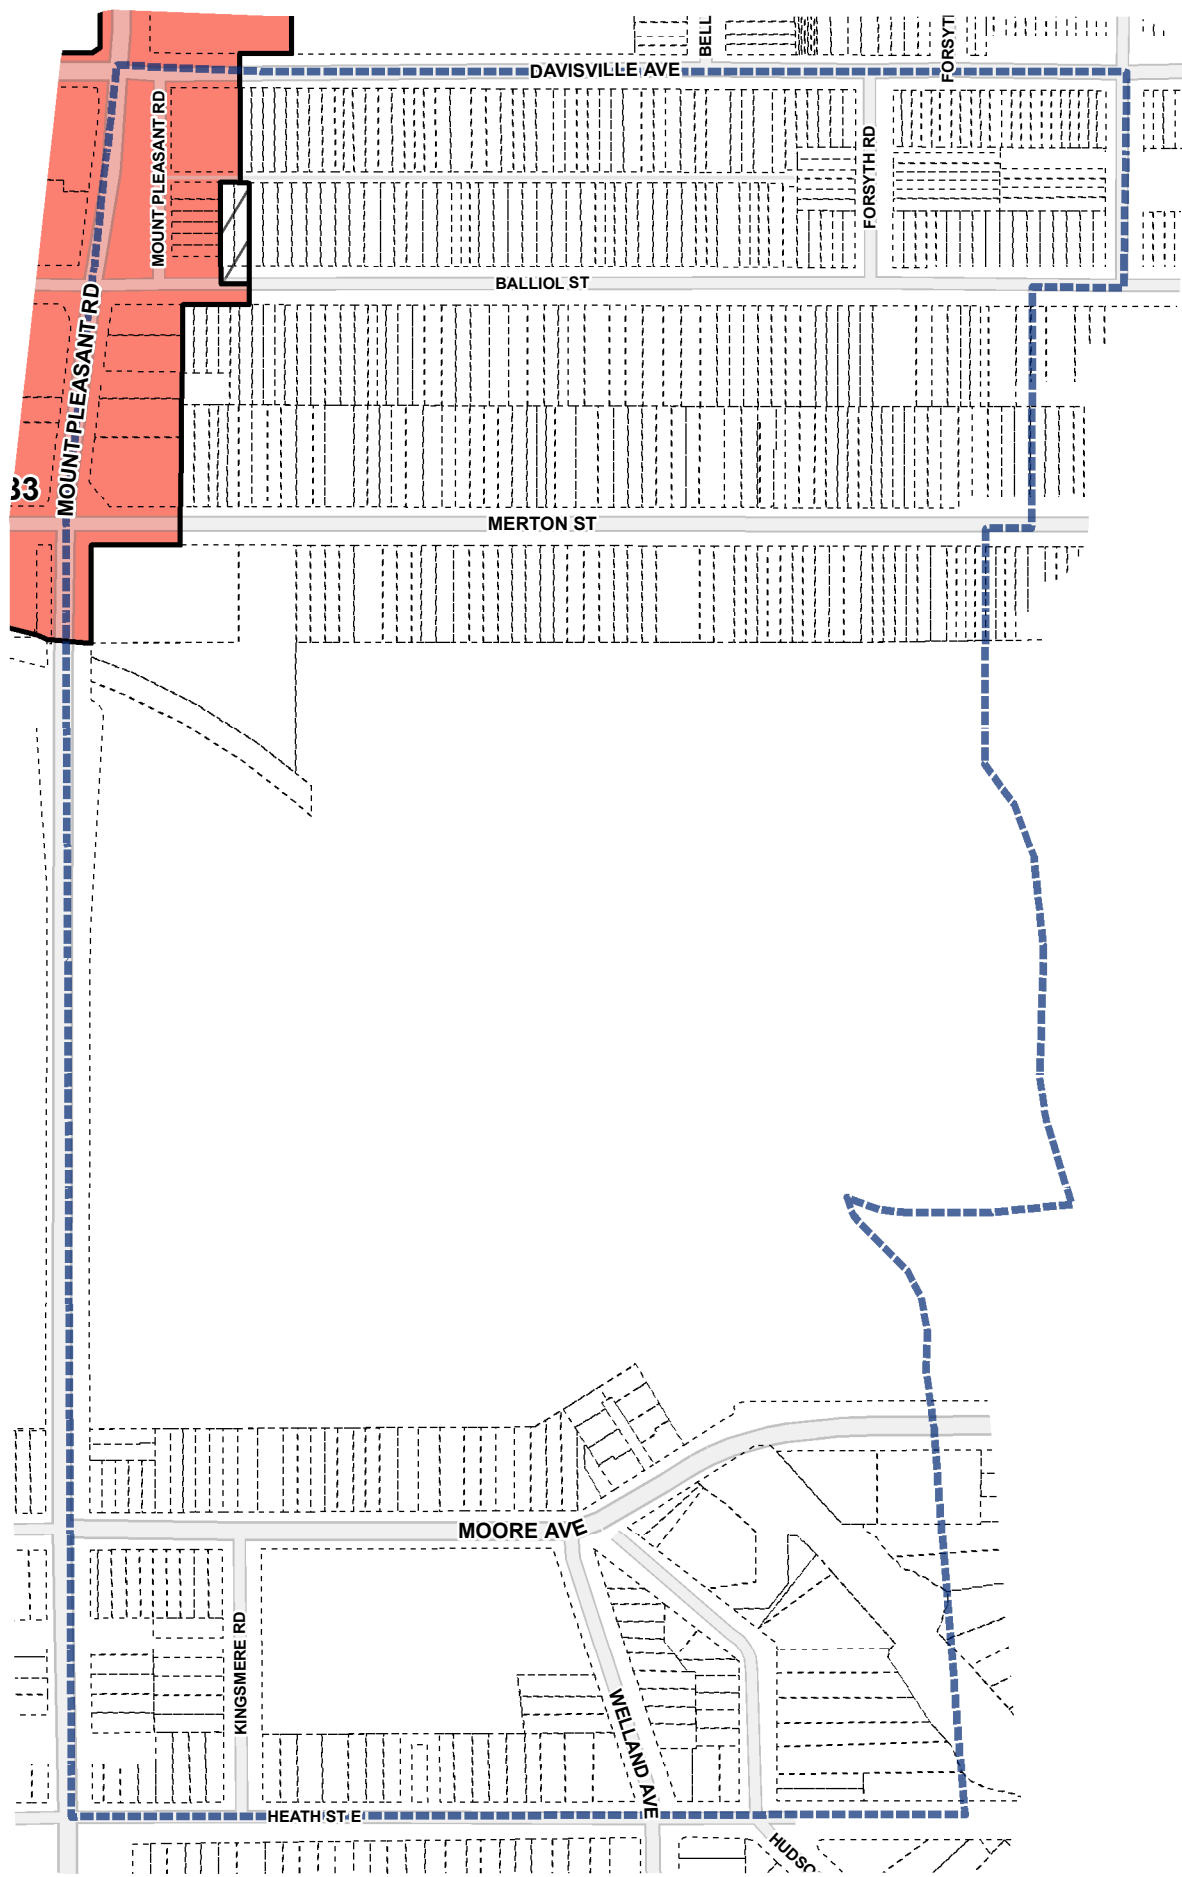 BELL
FORSYT
DAVISVILLE AVE
MOUNT PLEASANT RD
FORSYTH RD
BALLIOL ST
MOUNT PLEASANT RD
33
MERTON ST
MOORE AVE
KINGSMERE RD
WELLAND AVE
HEATH ST E
HUDSO